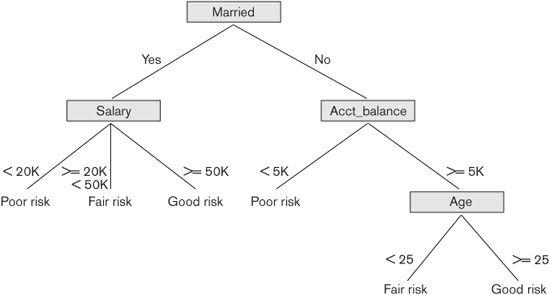 Married
Yes
No
Salary
Acct_balance
< 20K
>= 20K
< 50K
>= 50K
< 5K
>= 5K
Poor risk
Fair risk
Good risk
Poor risk
Age
< 25
>= 25
Fair risk
Good risk